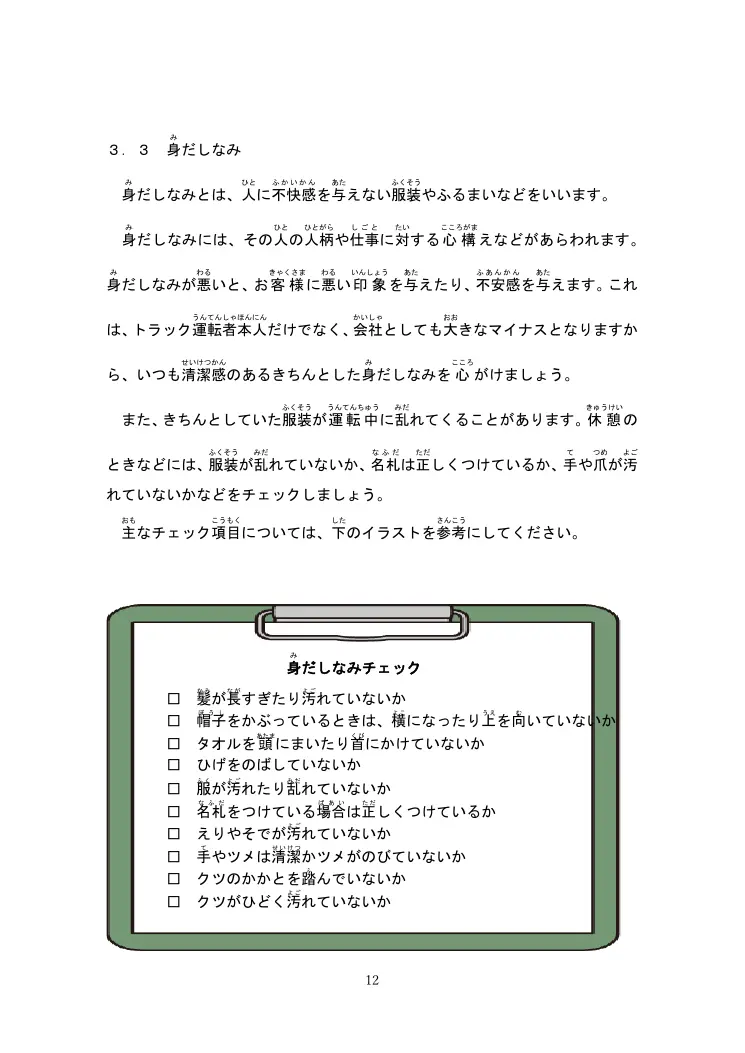 ３．３　身だしなみ
身だしなみとは、人に不快感を与えない服装やふるまいなどをいいます。
身だしなみには、その人の人柄や仕事に対する心構えなどがあらわれます。
身だしなみが悪いと、お客様に悪い印象を与えたり、不安感を与えます。これ
は、トラック運転者本人だけでなく、会社としても大きなマイナスとなりますか
ら、いつも清潔感のあるきちんとした身だしなみを心がけましょう。
また、きちんとしていた服装が運転中に乱れてくることがあります。休憩の
ときなどには、服装が乱れていないか、名札は正しくつけているか、手や爪が汚
れていないかなどをチェックしましょう。
主なチェック項目については、下のイラストを参考にしてください。
身だしなみチェック
□　髪が長すぎたり汚れていないか
□　帽子をかぶっているときは、横になったり上を向いていないか
□　タオルを頭にまいたり首にかけていないか
□　ひげをのばしていないか
□　服が汚れたり乱れていないか
□　名札をつけている場合は正しくつけているか
□　えりやそでが汚れていないか
□　手やツメは清潔かツメがのびていないか
□　クツのかかとを踏んでいないか
□　クツがひどく汚れていないか
12